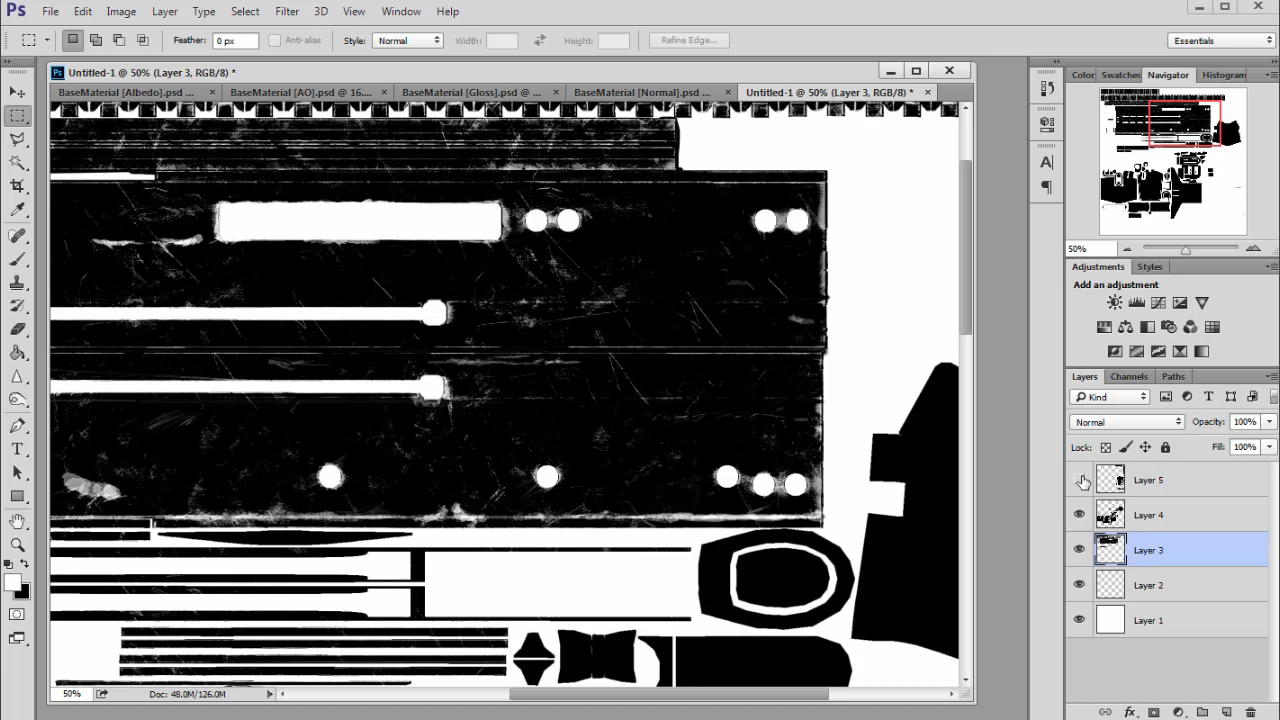 Ps File Edit Image Layer Type Select Filter 3D View Window Help
Feather: 0 px Anti-alias Style: Normal Width: Height: Refine Edge... Essentials
Untitled-1 @ 50% (Layer 3, RGB/8) *
BaseMaterial [Albedo].psd ... × BaseMaterial [AO].psd @ 16.... × BaseMaterial [Gloss].psd @ ... × BaseMaterial [Normal].psd ... × Untitled-1 @ 50% (Layer 3, RGB/8) * ×
Color Swatches Navigator Histogram
50%
Adjustments Styles
Add an adjustment
Layers Channels Paths
Kind
Normal Opacity: 100%
Lock: Fill: 100%
Layer 5
Layer 4
Layer 3
Layer 2
Layer 1
50% Doc: 48.0M/126.0M